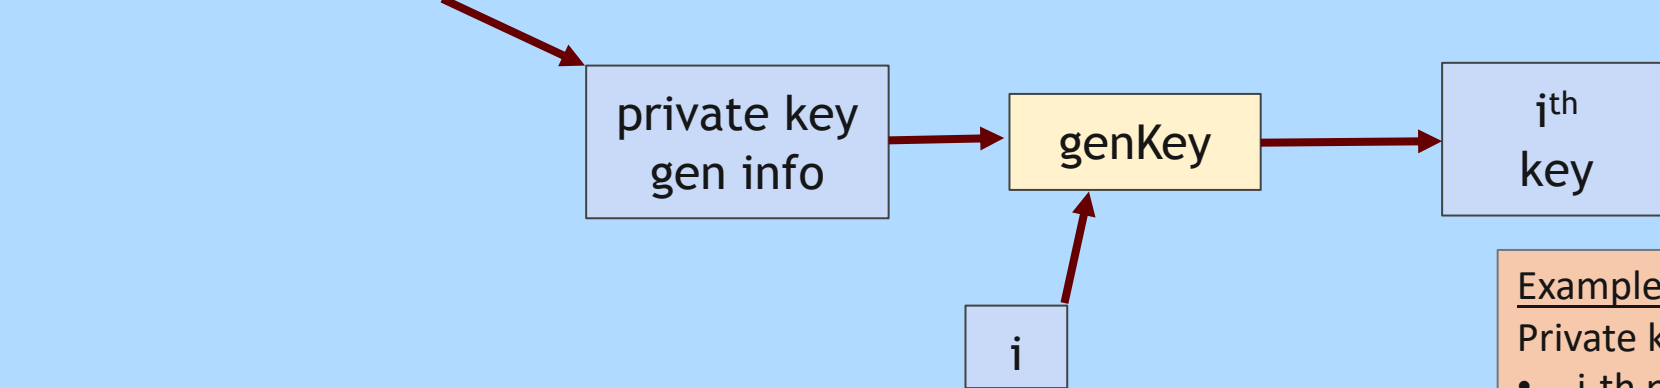 private key
gen info
genKey
iᵗʰ
key
i
Example
Private